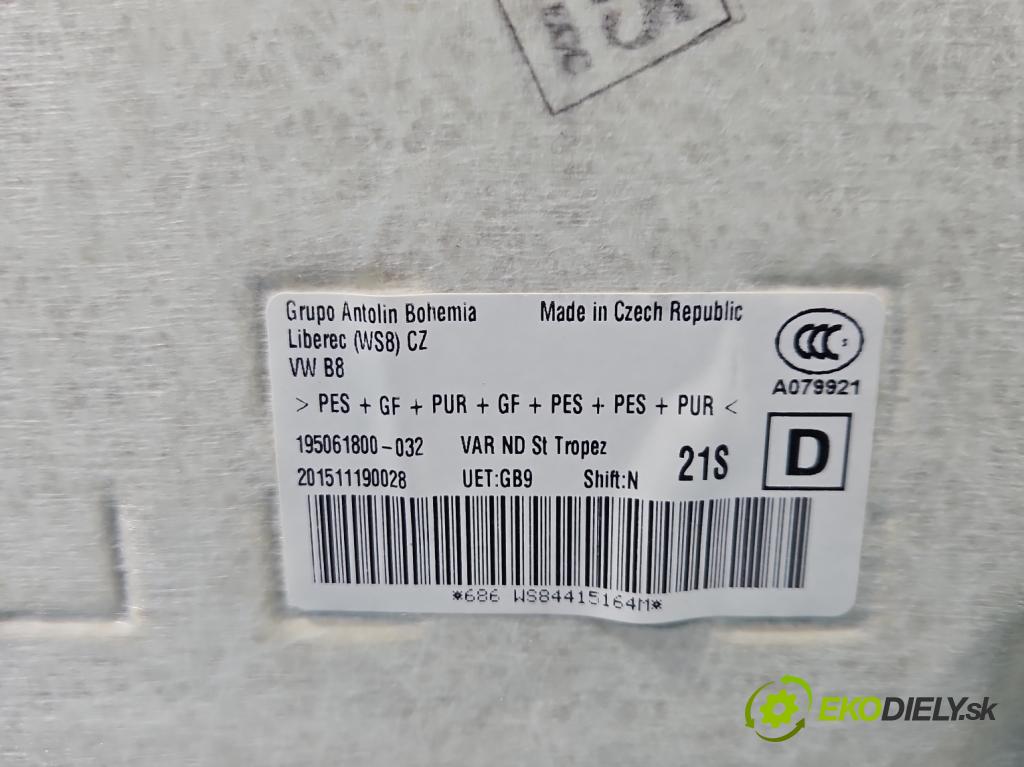 Grupo Antolin Bohemia Made in Czech Republic
Liberec (WS8) CZ
VW B8
CCC S
A079921
> PES + GF + PUR + GF + PES + PES + PUR <
195061800-032 VAR ND St Tropez 21S D
201511190028 UET:GB9 Shift:N
*686 WS84415164M*
EKODIELY.sk